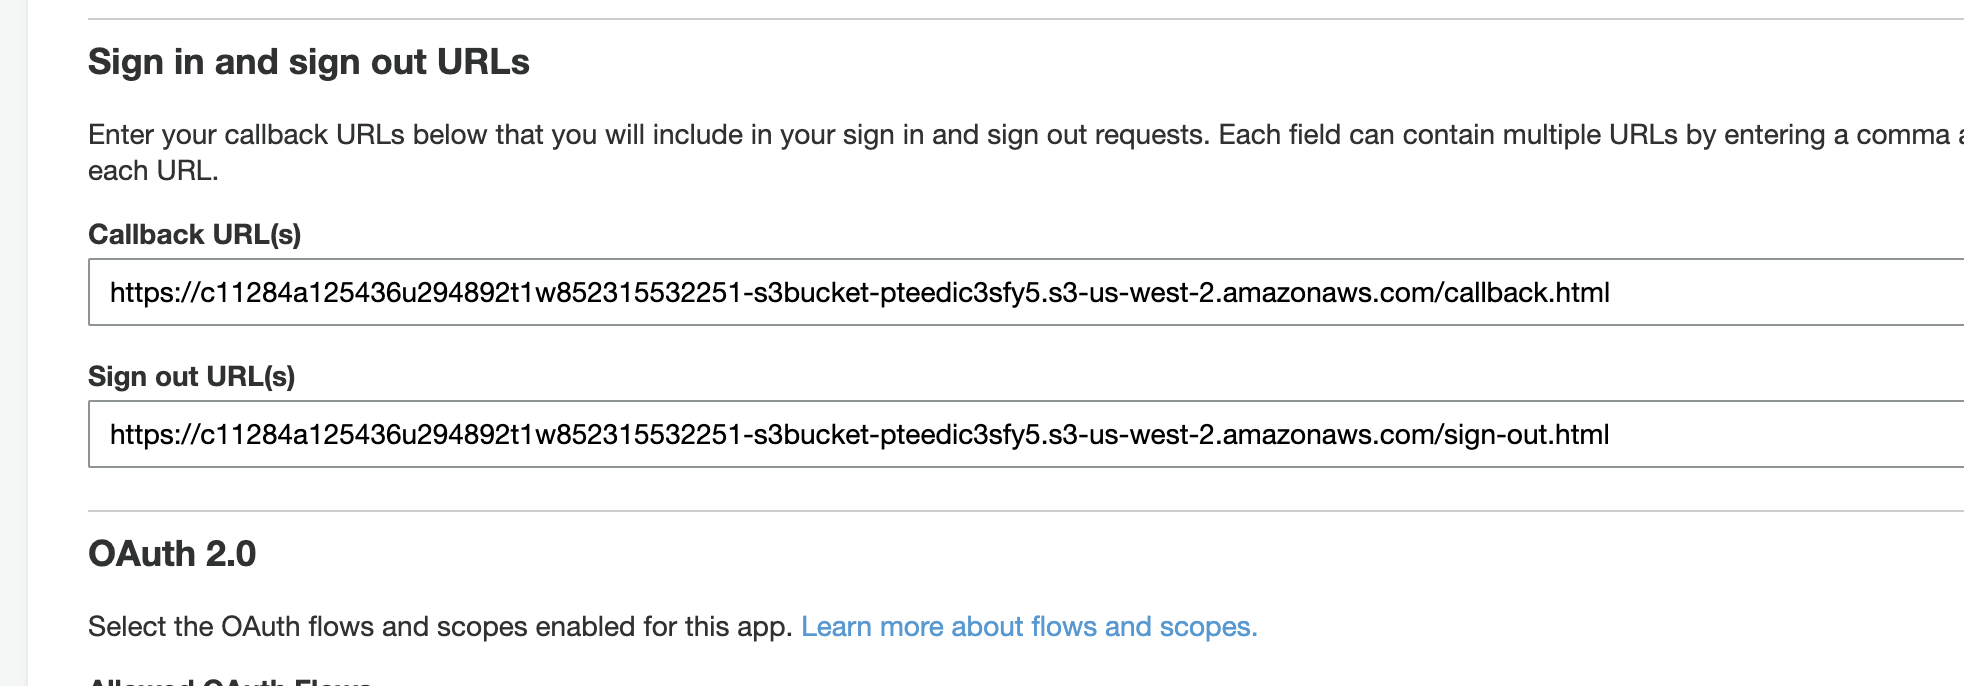 Sign in and sign out URLs
Enter your callback URLs below that you will include in your sign in and sign out requests. Each field can contain multiple URLs by entering a comma
each URL.
Callback URL(s)
https://c11284a125436u294892t1w852315532251-s3bucket-pteedic3sfy5.s3-us-west-2.amazonaws.com/callback.html
Sign out URL(s)
https://c11284a125436u294892t1w852315532251-s3bucket-pteedic3sfy5.s3-us-west-2.amazonaws.com/sign-out.html
OAuth 2.0
Select the OAuth flows and scopes enabled for this app. Learn more about flows and scopes.
Allowed OAuth Flows